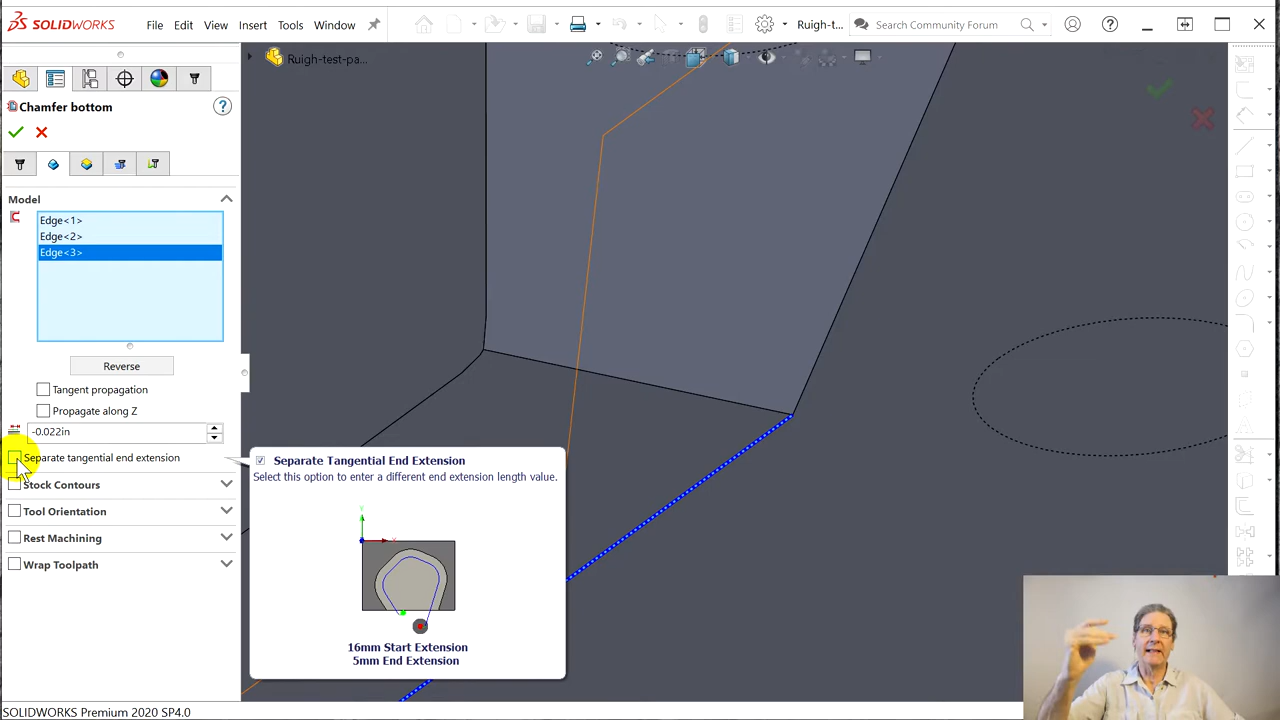 SOLIDWORKS File Edit View Insert Tools Window Ruigh-t... Search Community Forum
Ruigh-test-pa...
Chamfer bottom
Model
Edge<1>
Edge<2>
Edge<3>
Reverse
Tangent propagation
Propagate along Z
-0.022in
Separate tangential end extension
Stock Contours
Tool Orientation
Rest Machining
Wrap Toolpath
Separate Tangential End Extension
Select this option to enter a different end extension length value.
Y
X
16mm Start Extension
5mm End Extension
SOLIDWORKS Premium 2020 SP4.0